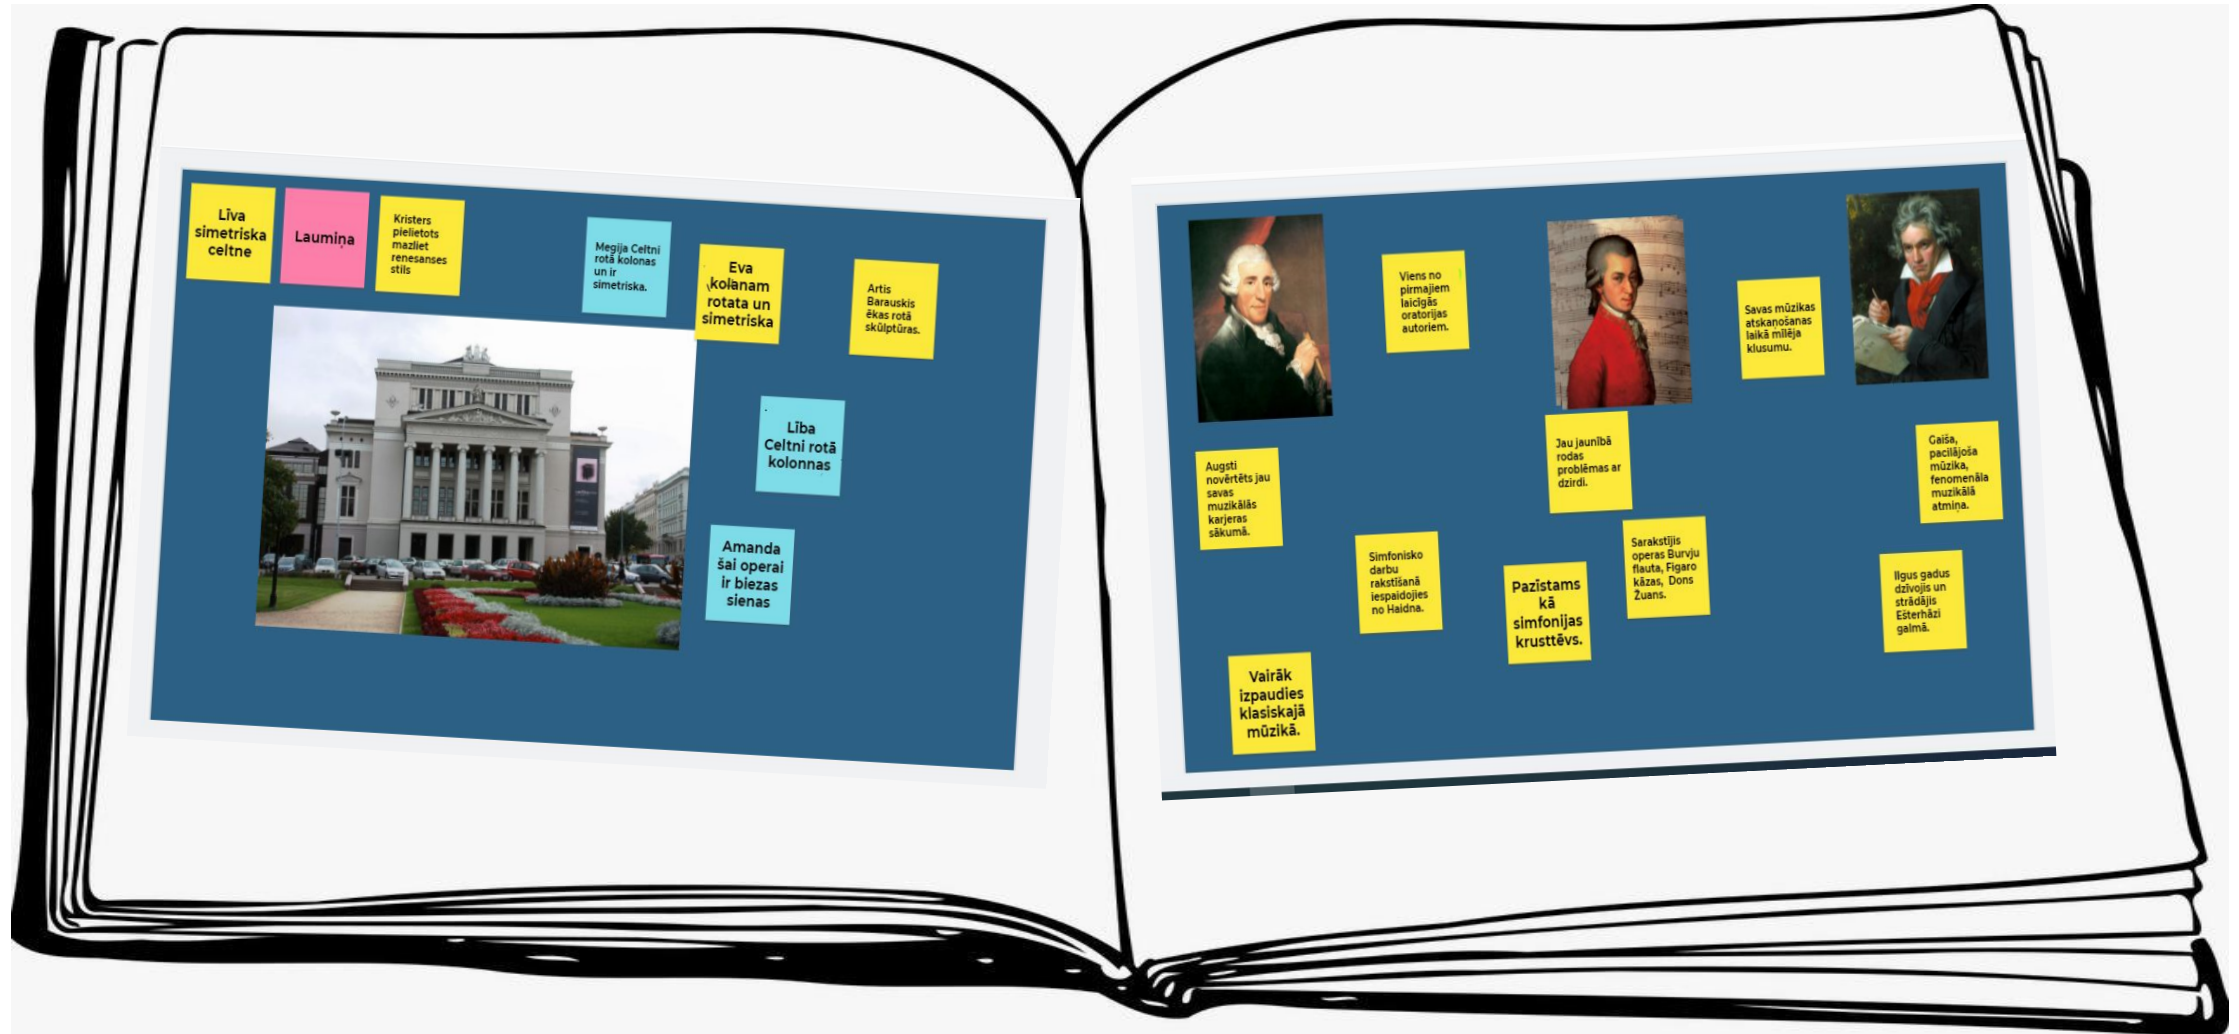 Līva
simetriska
celtne
Laumiņa
Kristers
pielietots
mazliet
renesanses
stils
Megija Celtni
rotā kolonas
un ir
simetriska.
Eva
kolanam
rotata un
simetriska
Artis
Barauskis
ēkas rotā
skūlptūras.
Lība
Celtni rotā
kolonnas
Amanda
šai operai
ir biezas
sienas
Viens no
pirmajiem
laicīgās
oratorijas
autoriem.
Savas mūzikas
atskaņošanas
laikā mīlēja
klusumu.
Augsti
novērtēts jau
savas
muzikālās
karjeras
sākumā.
Jau jaunībā
rodas
problēmas ar
dzirdi.
Gaiša,
pacilājoša
mūzika,
fenomenāla
muzikālā
atmiņa.
Simfonisko
darbu
rakstīšanā
iespaidojies
no Haidna.
Pazīstams
kā
simfonijas
krusttēvs.
Sarakstījis
operas Burvju
flauta, Figaro
kāzas, Dons
Žuans.
Ilgus gadus
dzīvojis un
strādājis
Ešterhāzi
galmā.
Vairāk
izpaudies
klasiskajā
mūzikā.